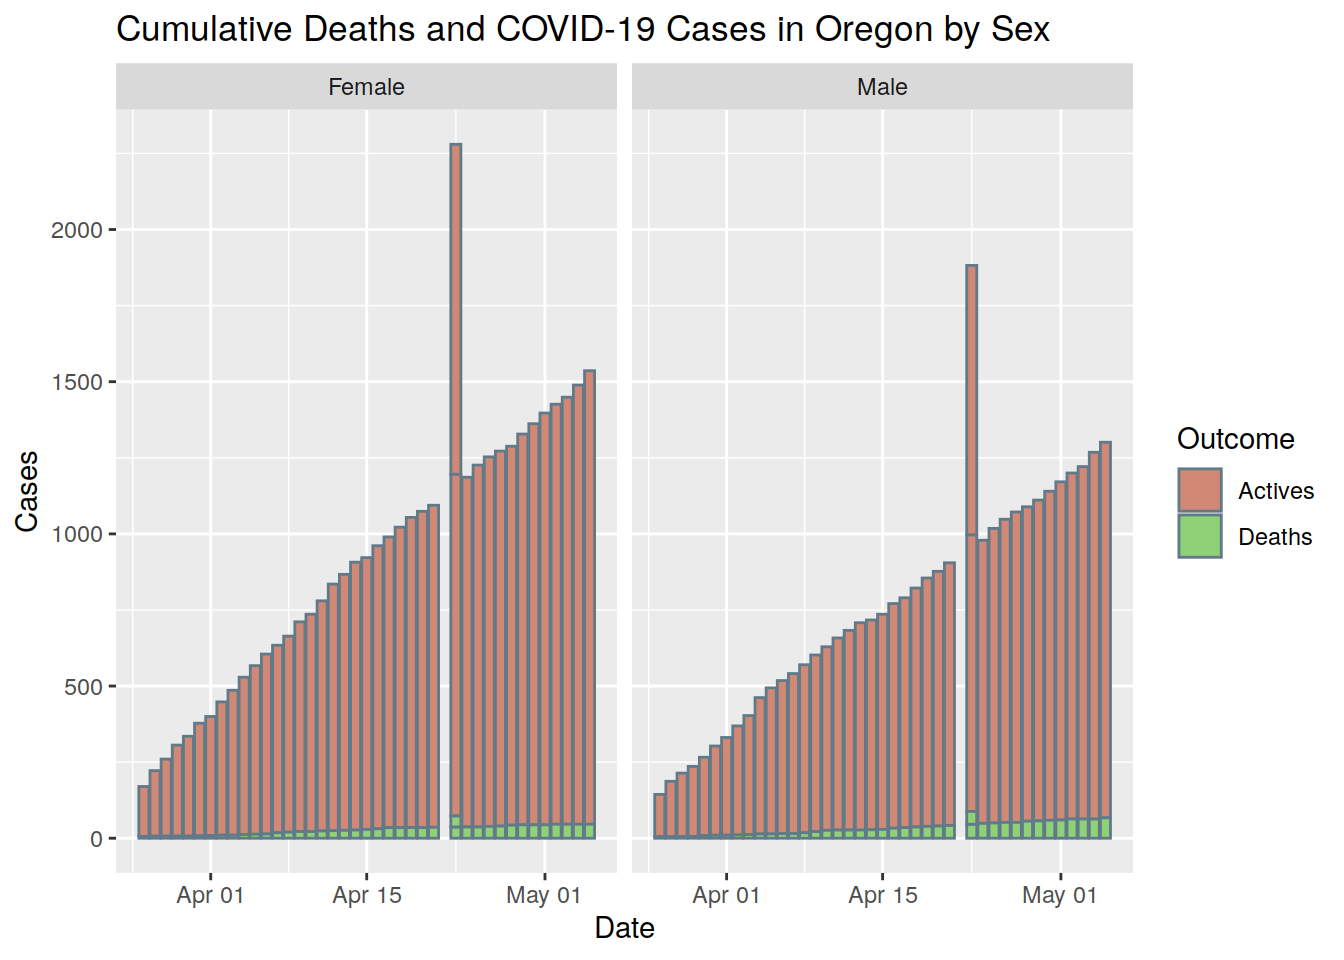 Cumulative Deaths and COVID-19 Cases in Oregon by Sex
Female
Male
2000
1500
1000
500
0
Cases
Apr 01
Apr 15
May 01
Apr 01
Apr 15
May 01
Date
Outcome
Actives
Deaths